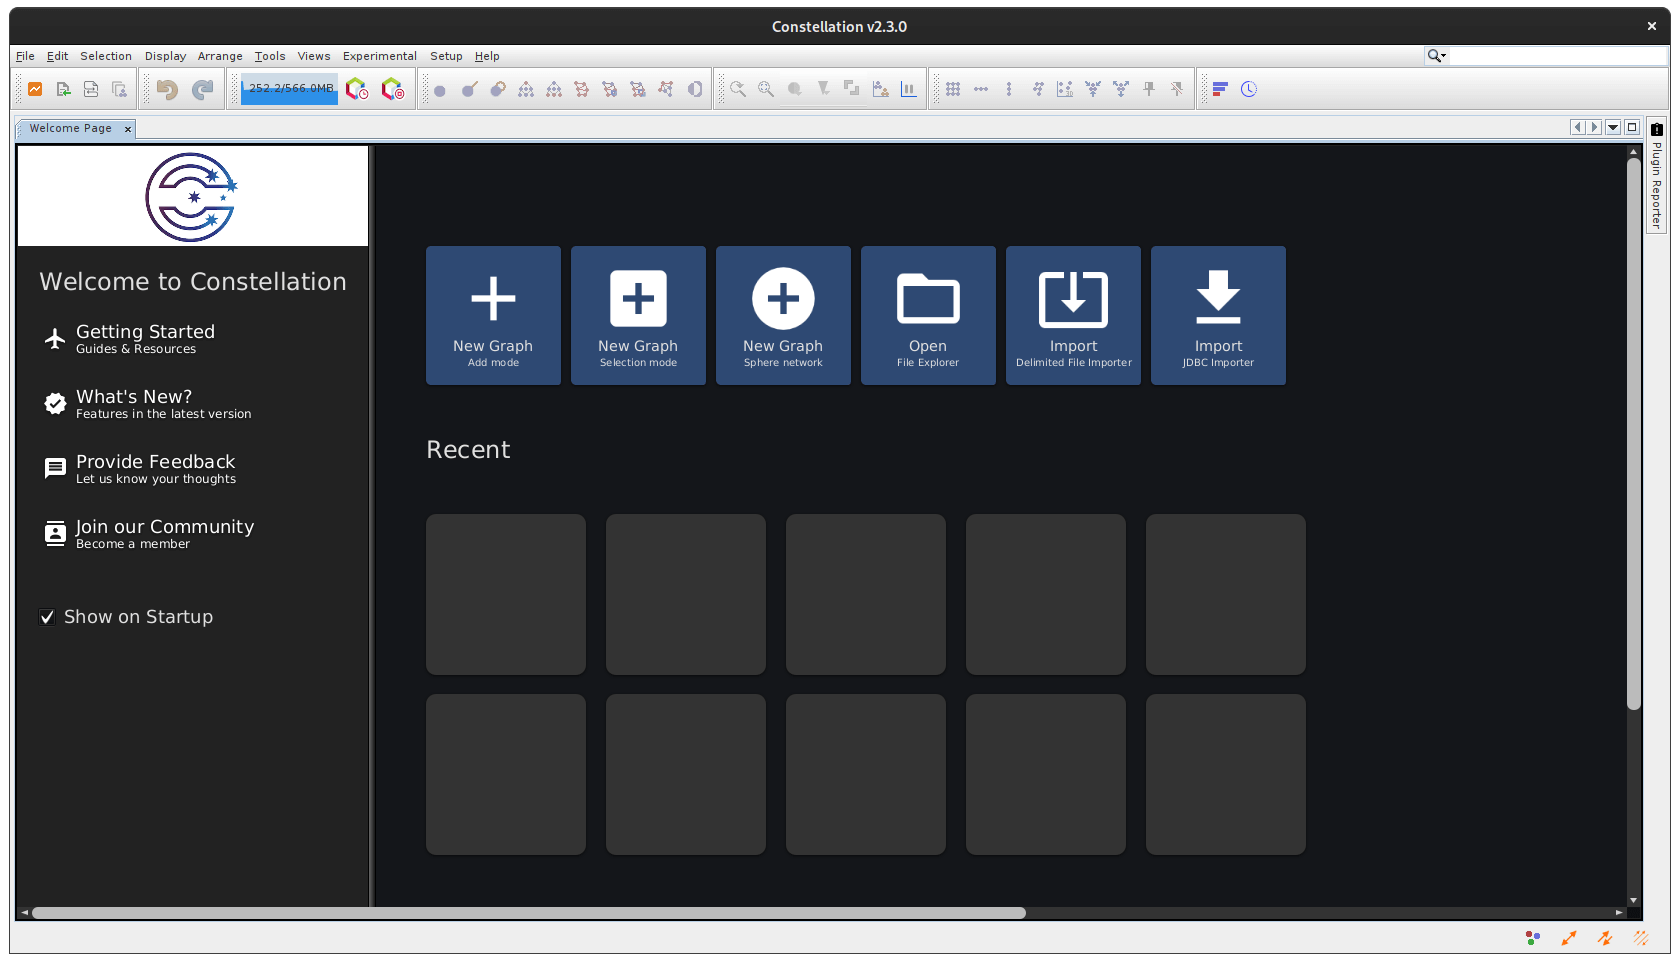 Constellation v2.3.0
File Edit Selection Display Arrange Tools Views Experimental Setup Help
252.2/566.0MB
Welcome Page
Plugin Reporter
Welcome to Constellation
Getting Started
Guides & Resources
What's New?
Features in the latest version
Provide Feedback
Let us know your thoughts
Join our Community
Become a member
Show on Startup
New Graph
Add mode
New Graph
Selection mode
New Graph
Sphere network
Open
File Explorer
Import
Delimited File Importer
Import
JDBC Importer
Recent